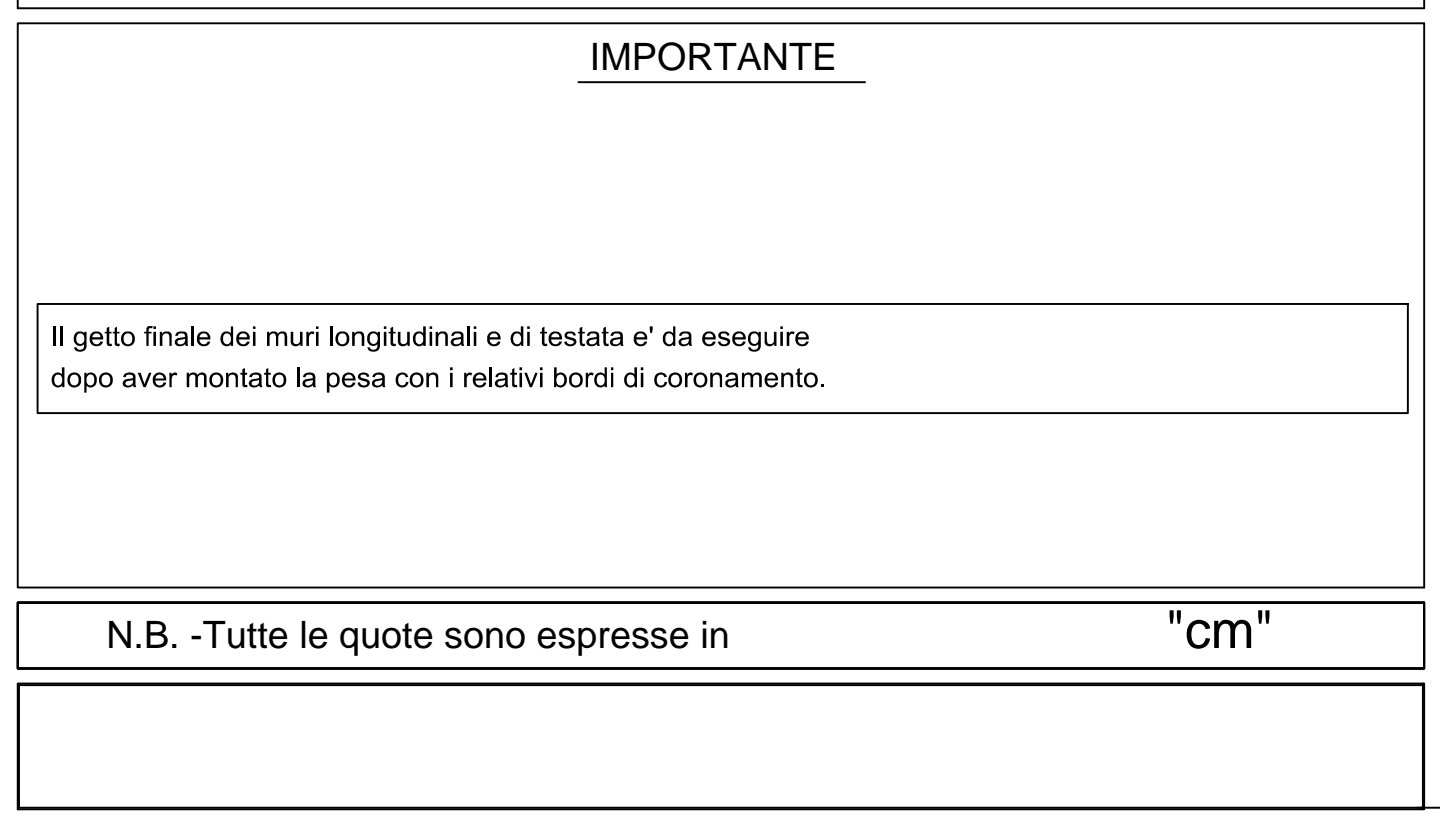 IMPORTANTE
Il getto finale dei muri longitudinali e di testata e' da eseguire
dopo aver montato la pesa con i relativi bordi di coronamento.
N.B. -Tutte le quote sono espresse in "cm"